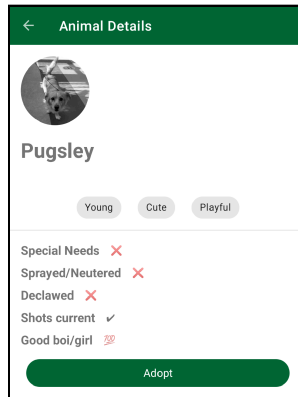 ← Animal Details
Pugsley
Young Cute Playful
Special Needs ❌
Sprayed/Neutered ❌
Declawed ❌
Shots current ✔
Good boi/girl 💯
Adopt